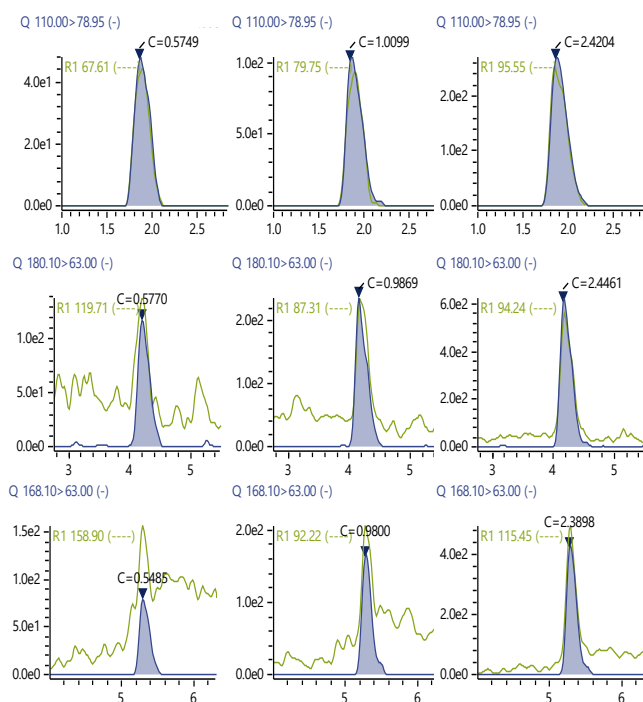 Q 110.00>78.95 (-)
C=0.5749
R1 67.61 (----)
4.0e1
2.0e1
0.0e0
1.0 1.5 2.0 2.5
Q 110.00>78.95 (-)
C=1.0099
1.0e2
R1 79.75 (----)
5.0e1
0.0e0
1.0 1.5 2.0 2.5
Q 110.00>78.95 (-)
C=2.4204
R1 95.55 (----)
2.0e2
1.0e2
0.0e0
1.0 1.5 2.0 2.5
Q 180.10>63.00 (-)
C=0.5770
R1 119.71 (----)
1.0e2
5.0e1
0.0e0
3 4 5
Q 180.10>63.00 (-)
C=0.9869
R1 87.31 (----)
2.0e2
1.0e2
0.0e0
3 4 5
Q 180.10>63.00 (-)
C=2.4461
6.0e2
R1 94.24 (----)
4.0e2
2.0e2
0.0e0
3 4 5
Q 168.10>63.00 (-)
1.5e2
R1 158.90 (----)
1.0e2
C=0.5485
5.0e1
0.0e0
5 6
Q 168.10>63.00 (-)
2.0e2
R1 92.22 (----)
C=0.9800
1.0e2
0.0e0
5 6
Q 168.10>63.00 (-)
C=2.3898
R1 115.45 (----)
4.0e2
2.0e2
0.0e0
5 6